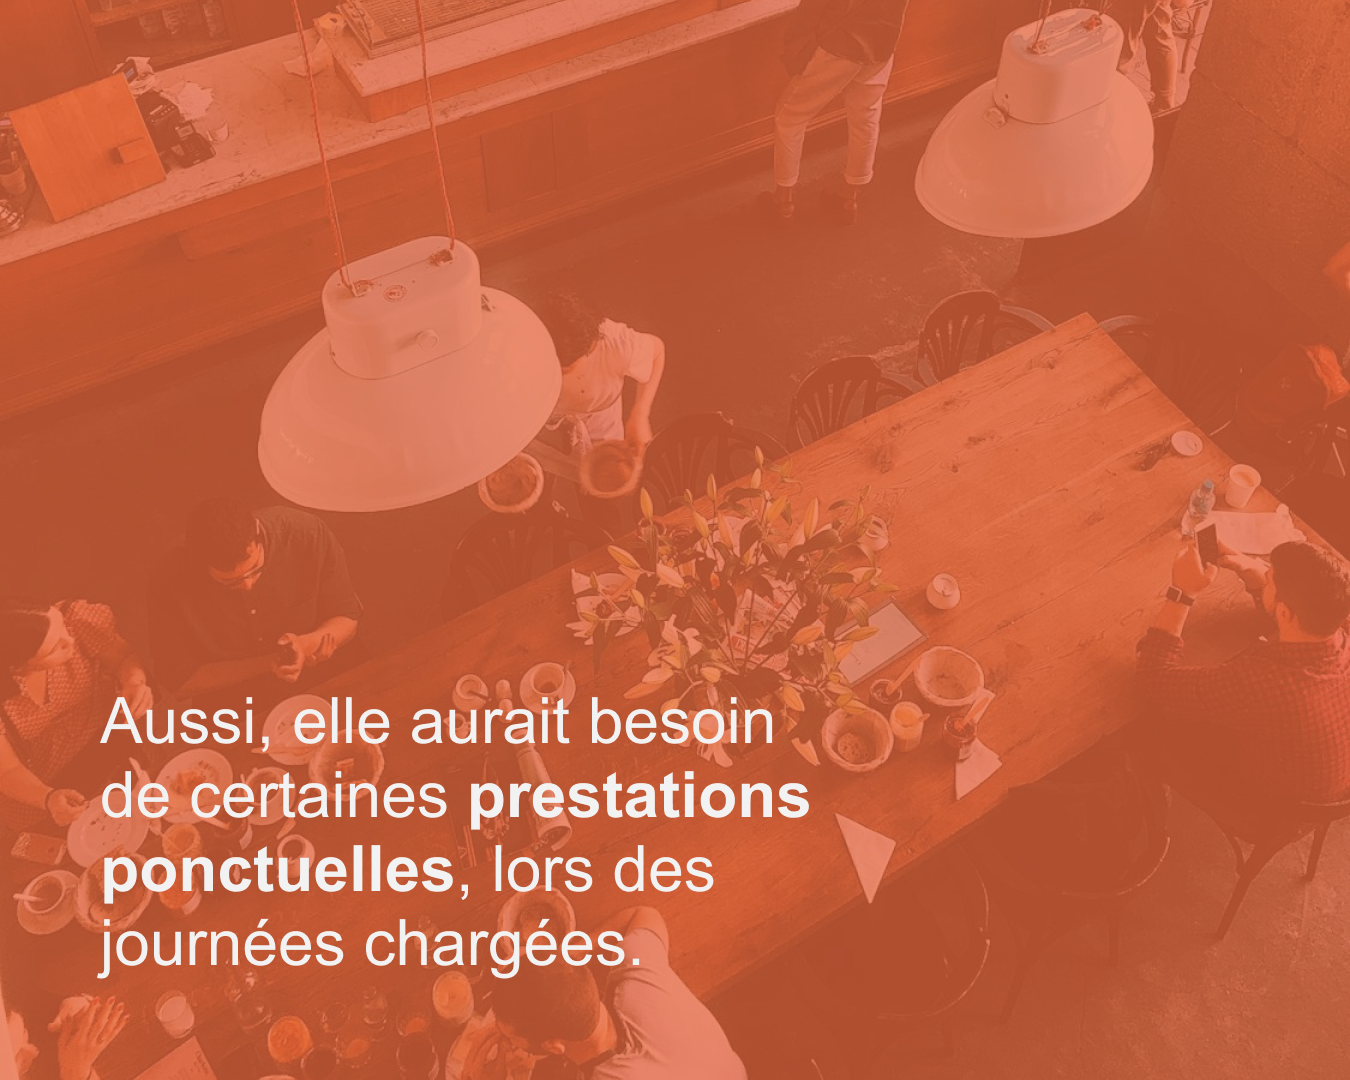 Aussi, elle aurait besoin
de certaines prestations
ponctuelles, lors des
journées chargées.